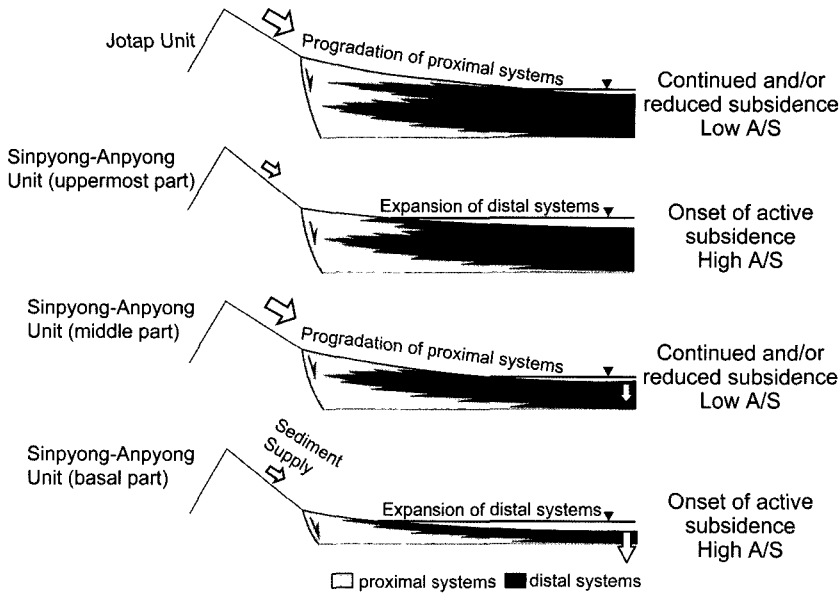 Jotap Unit
Progradation of proximal systems
Continued and/or
reduced subsidence
Low A/S
Sinpyong-Anpyong
Unit (uppermost part)
Expansion of distal systems
Onset of active
subsidence
High A/S
Sinpyong-Anpyong
Unit (middle part)
Progradation of proximal systems
Continued and/or
reduced subsidence
Low A/S
Sinpyong-Anpyong
Unit (basal part)
Sediment
Supply
Expansion of distal systems
Onset of active
subsidence
High A/S
proximal systems
distal systems